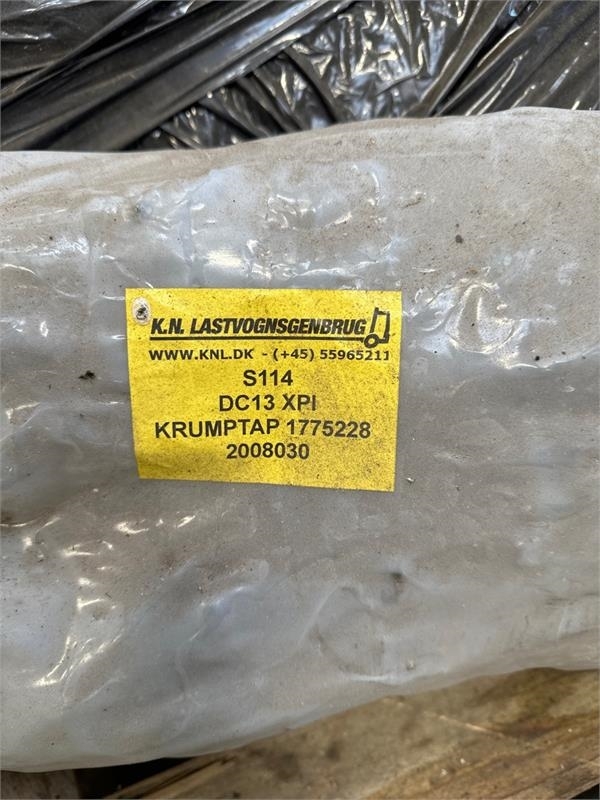 K.N. LASTVOGNSGENBRUG
WWW.KNL.DK - (+45) 55965211
S114
DC13 XPI
KRUMPTAP 1775228
2008030